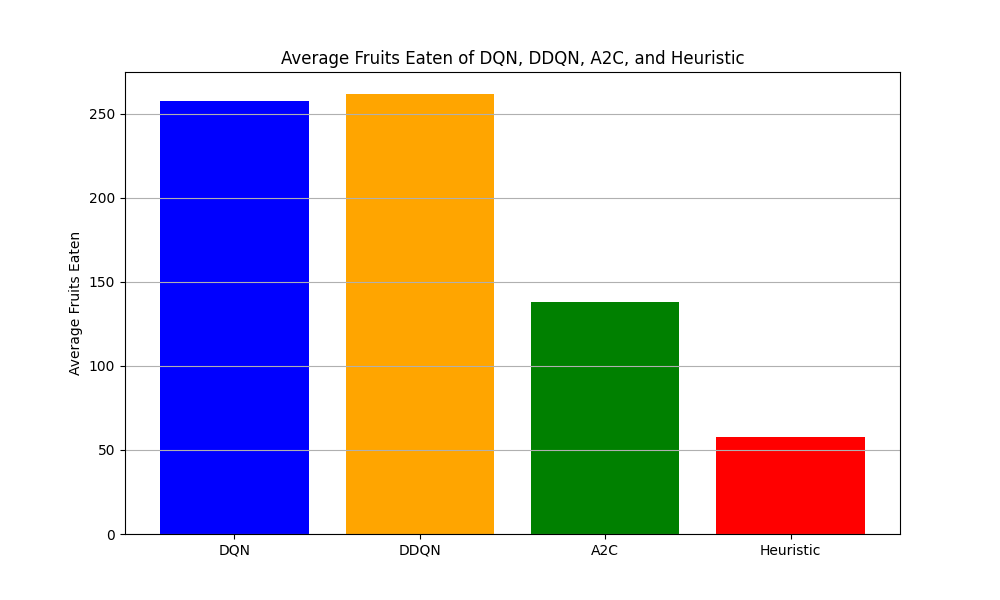 Average Fruits Eaten of DQN, DDQN, A2C, and Heuristic
Average Fruits Eaten
250
200
150
100
50
0
DQN DDQN A2C Heuristic